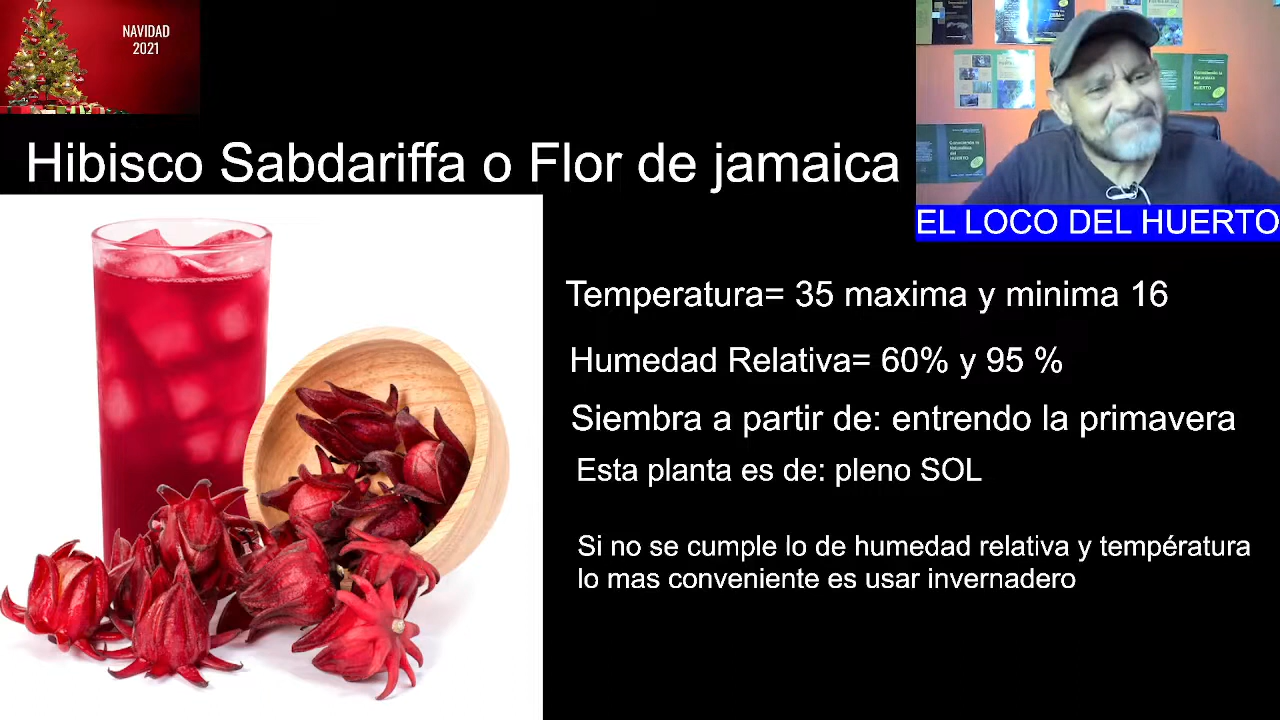 NAVIDAD
2021
Hibisco Sabdariffa o Flor de jamaica
EL LOCO DEL HUERTO
Temperatura= 35 maxima y minima 16
Humedad Relativa= 60% y 95 %
Siembra a partir de: entrendo la primavera
Esta planta es de: pleno SOL
Si no se cumple lo de humedad relativa y témpératura
lo mas conveniente es usar invernadero